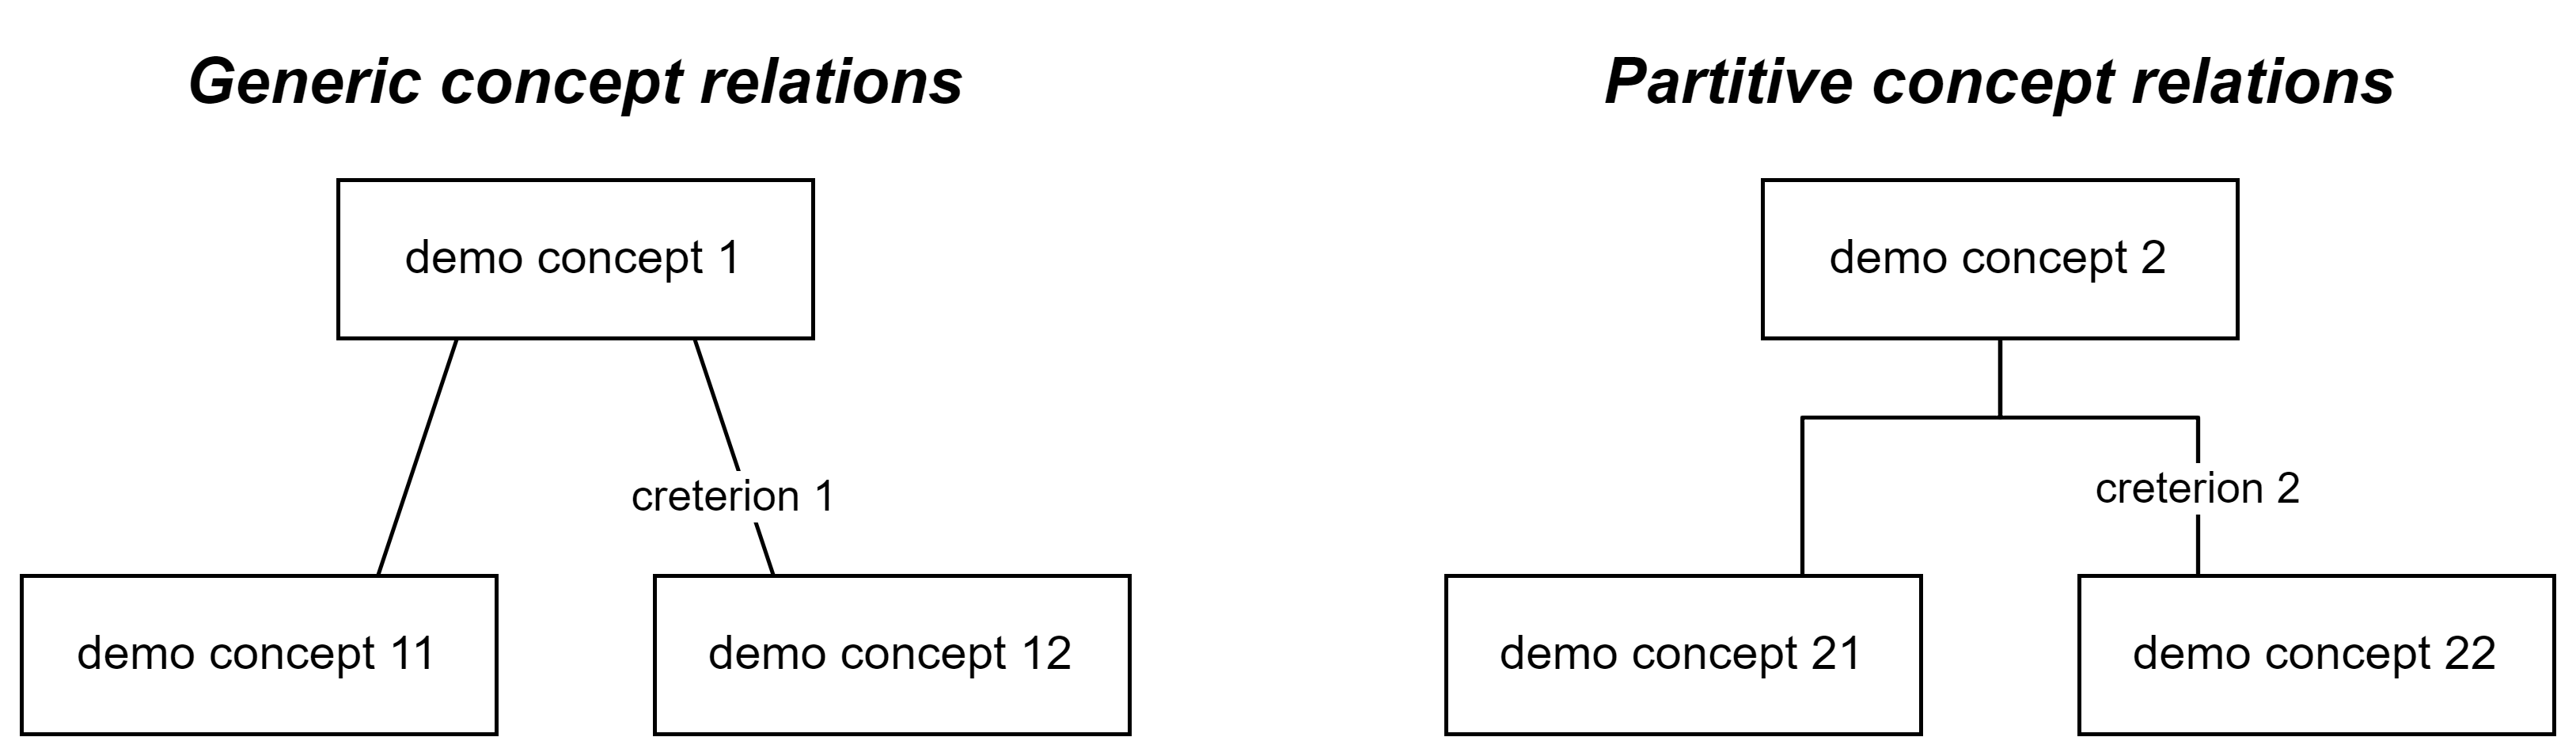 Generic concept relations
demo concept 1
creterion 1
demo concept 11
demo concept 12
Partitive concept relations
demo concept 2
creterion 2
demo concept 21
demo concept 22